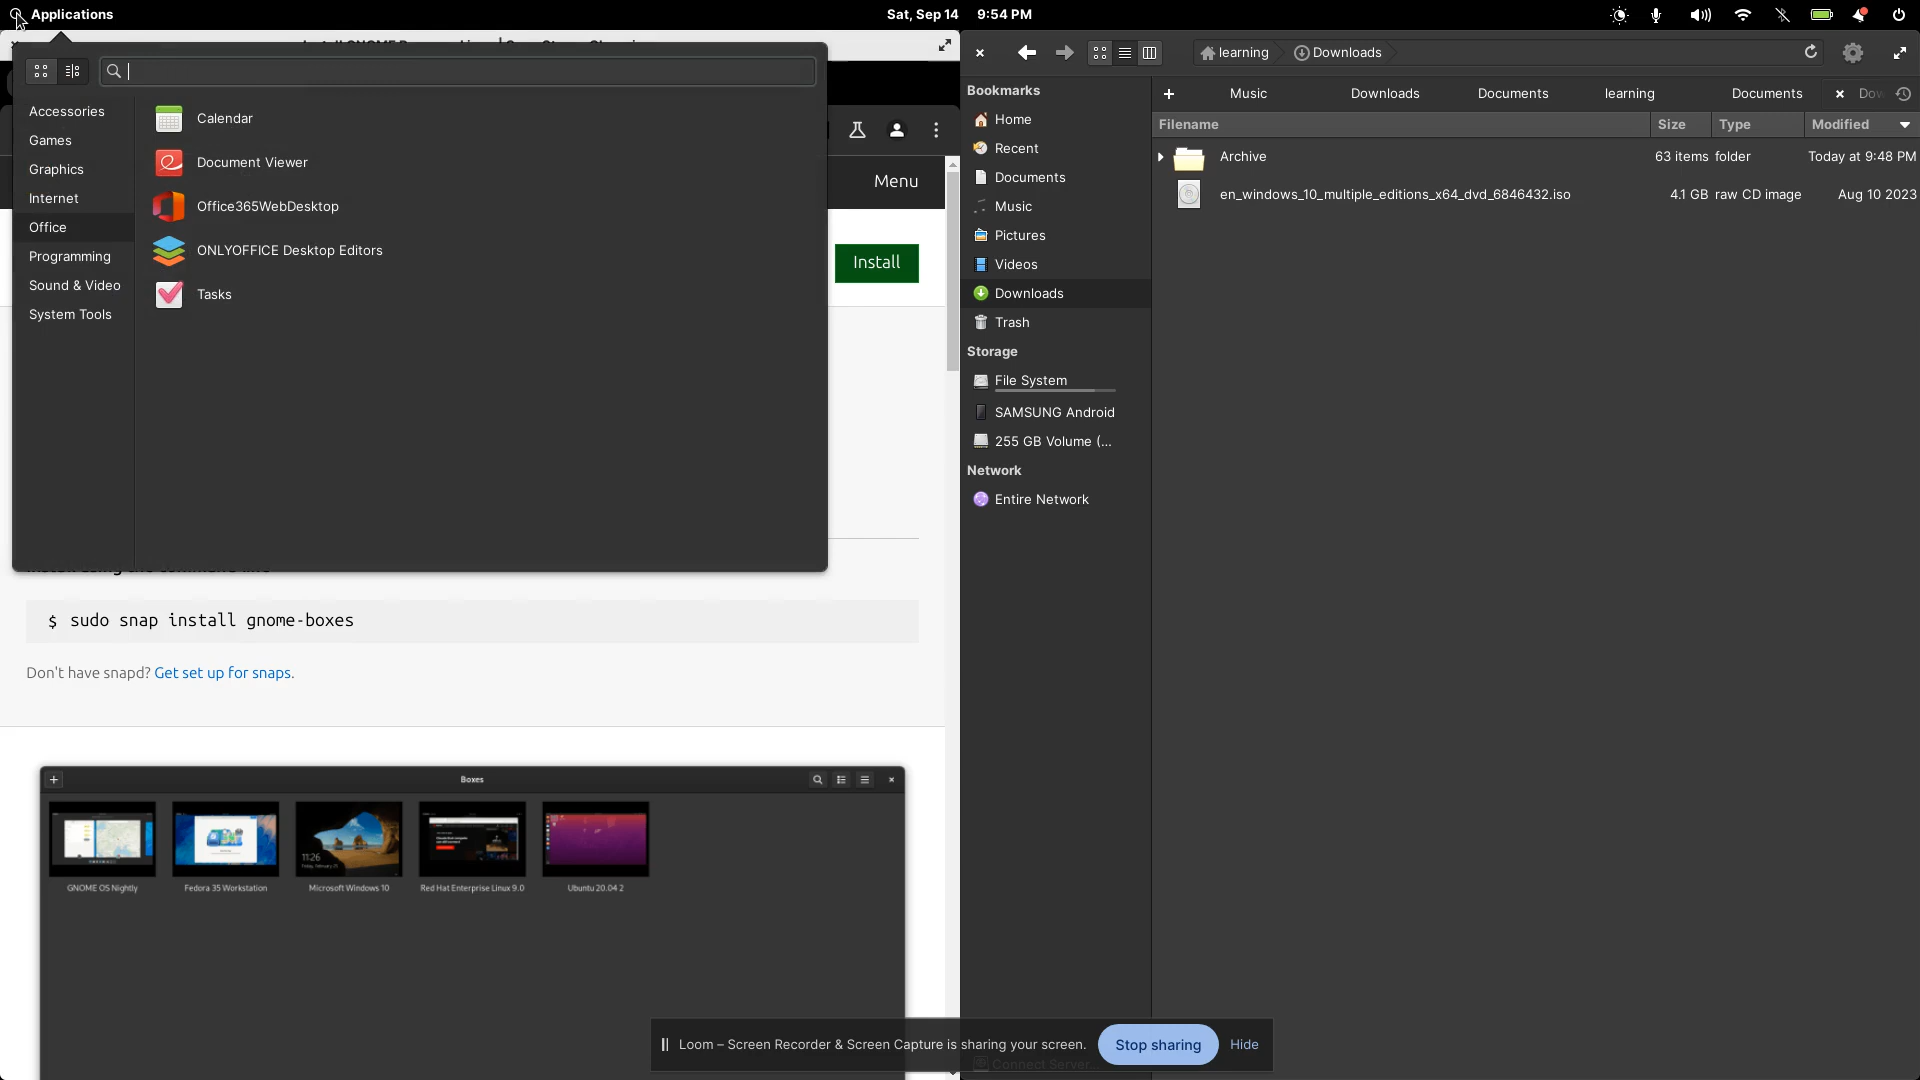 Applications
Sat, Sep 14 9:54 PM
Accessories
Games
Graphics
Internet
Office
Programming
Sound & Video
System Tools
Calendar
Document Viewer
Office365WebDesktop
ONLYOFFICE Desktop Editors
Tasks
Menu
Install
$ sudo snap install gnome-boxes
Don't have snapd? Get set up for snaps.
Boxes
GNOME OS Nightly
Fedora 35 Workstation
11:26
Microsoft Windows 10
Red Hat Enterprise Linux 9.0
Ubuntu 20.04 2
learning
Downloads
Bookmarks
Home
Recent
Documents
Music
Pictures
Videos
Downloads
Trash
Storage
File System
SAMSUNG Android
255 GB Volume (...
Network
Entire Network
Connect Server...
Music
Downloads
Documents
learning
Documents
Dow
Filename Size Type Modified
Archive 63 items folder Today at 9:48 PM
en_windows_10_multiple_editions_x64_dvd_6846432.iso 4.1 GB raw CD image Aug 10 2023
Loom – Screen Recorder & Screen Capture is sharing your screen.
Stop sharing
Hide